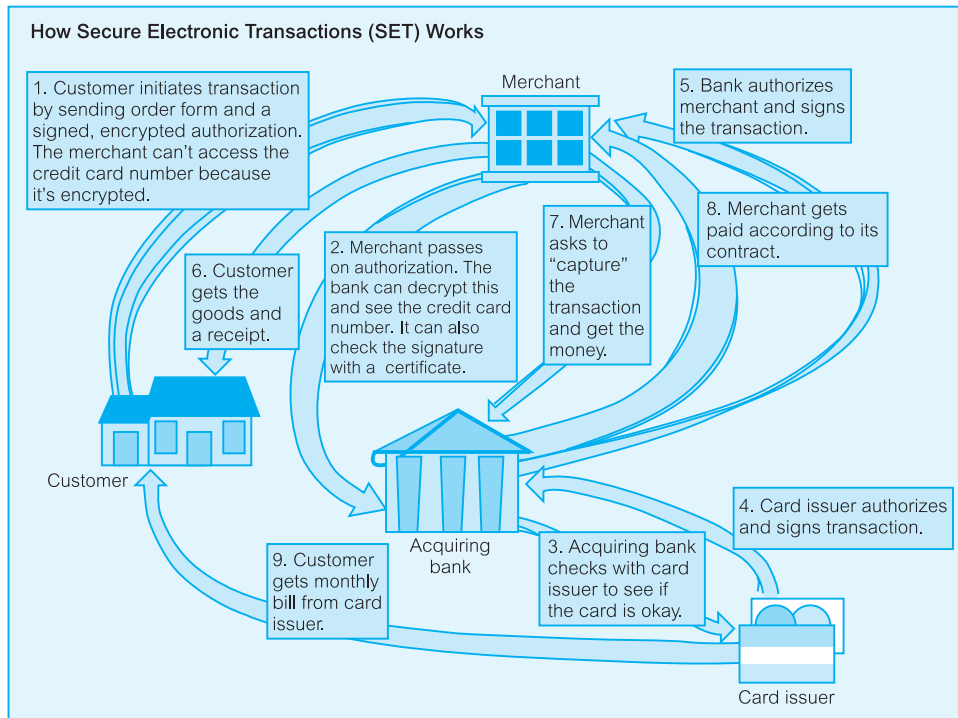 How Secure Electronic Transactions (SET) Works
1. Customer initiates transaction
by sending order form and a
signed, encrypted authorization.
The merchant can't access the
credit card number because
it's encrypted.
Merchant
5. Bank authorizes
merchant and signs
the transaction.
8. Merchant gets
paid according to its
contract.
7. Merchant
asks to
“capture”
the
transaction
and get the
money.
2. Merchant passes
on authorization. The
bank can decrypt this
and see the credit card
number. It can also
check the signature
with a certificate.
6. Customer
gets the
goods and
a receipt.
Customer
Acquiring
bank
4. Card issuer authorizes
and signs transaction.
3. Acquiring bank
checks with card
issuer to see if
the card is okay.
9. Customer
gets monthly
bill from card
issuer.
Card issuer